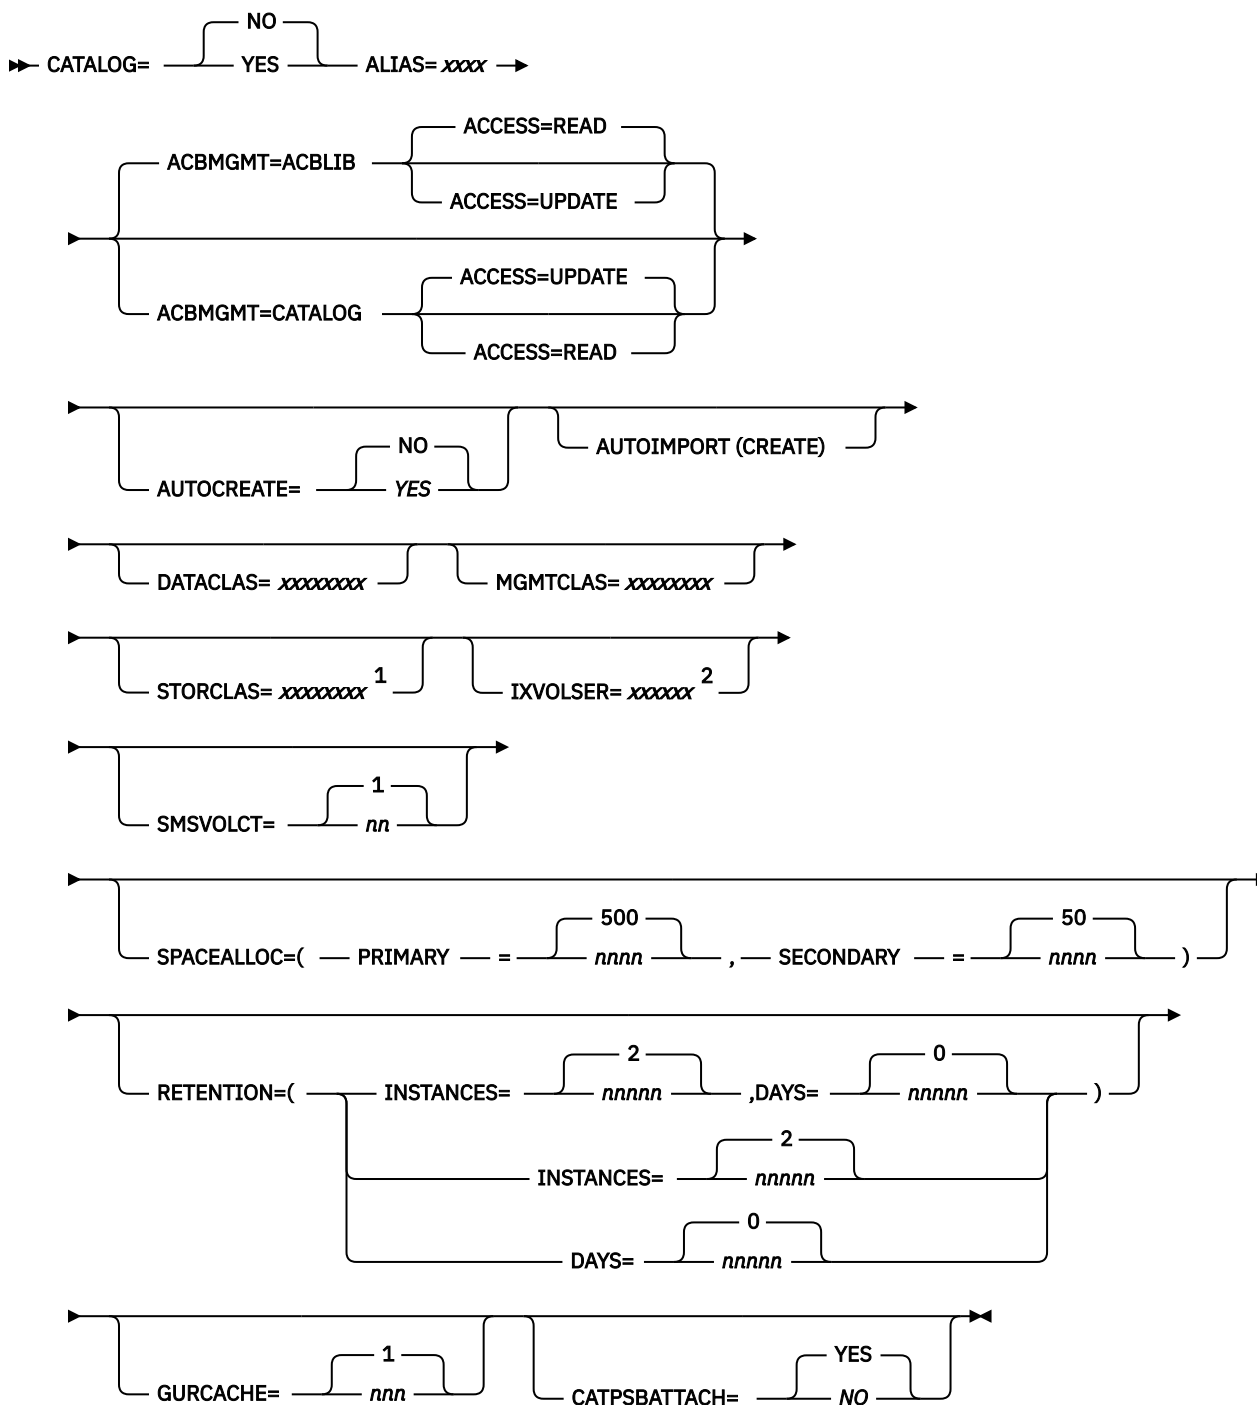 NO
CATALOG= YES ALIAS= xxxx
ACCESS=READ
ACBMGMT=ACBLIB
ACCESS=UPDATE
ACCESS=UPDATE
ACBMGMT=CATALOG
ACCESS=READ
NO
AUTOIMPORT (CREATE)
AUTOCREATE= YES
DATACLAS= xxxxxxxx MGMTCLAS= xxxxxxxx
STORCLAS= xxxxxxxx 1 IXVOLSER= xxxxxx 2
1
SMSVOLCT= nn
500 50
SPACEALLOC=( PRIMARY = nnnn , SECONDARY = nnnn )
2 0
RETENTION=( INSTANCES= nnnnn ,DAYS= nnnnn )
2
INSTANCES= nnnnn
0
DAYS= nnnnn
1 YES
GURCACHE= nnn CATPSBATTACH= NO